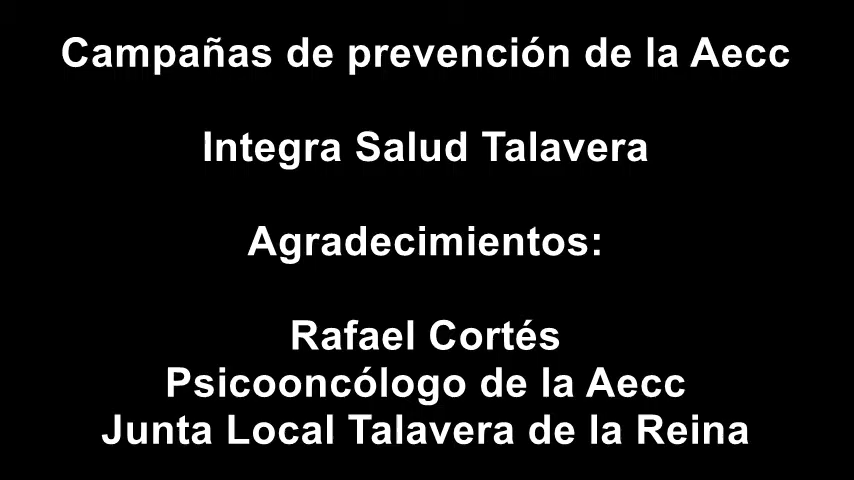 Campañas de prevención de la Aecc
Integra Salud Talavera
Agradecimientos:
Rafael Cortés
Psicooncólogo de la Aecc
Junta Local Talavera de la Reina